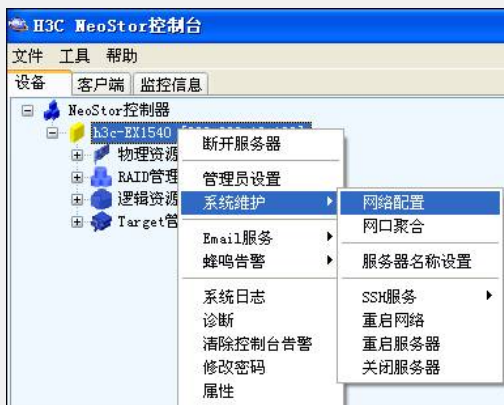 H3C NeoStor控制台
文件 工具 帮助
设备 客户端 监控信息
NeoStor控制器
h3c-EX1540
物理资源
RAID管理
逻辑资源
Target管
断开服务器
管理员设置
系统维护
Email服务
蜂鸣告警
系统日志
诊断
清除控制台告警
修改密码
属性
网络配置
网口聚合
服务器名称设置
SSH服务
重启网络
重启服务器
关闭服务器